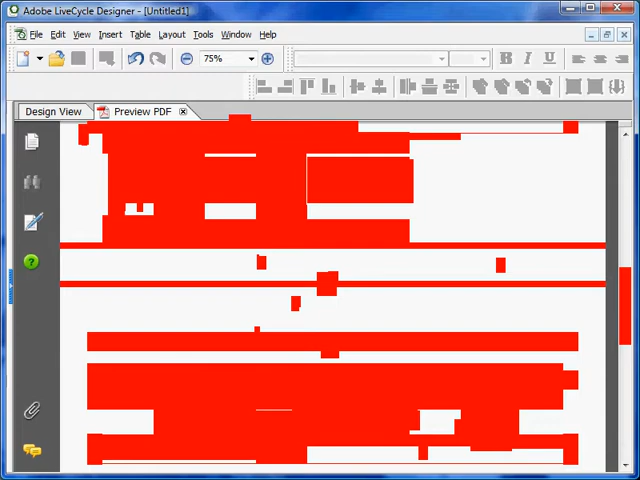 Adobe LiveCycle Designer - [Untitled1]
File Edit View Insert Table Layout Tools Window Help
75%
Design View Preview PDF